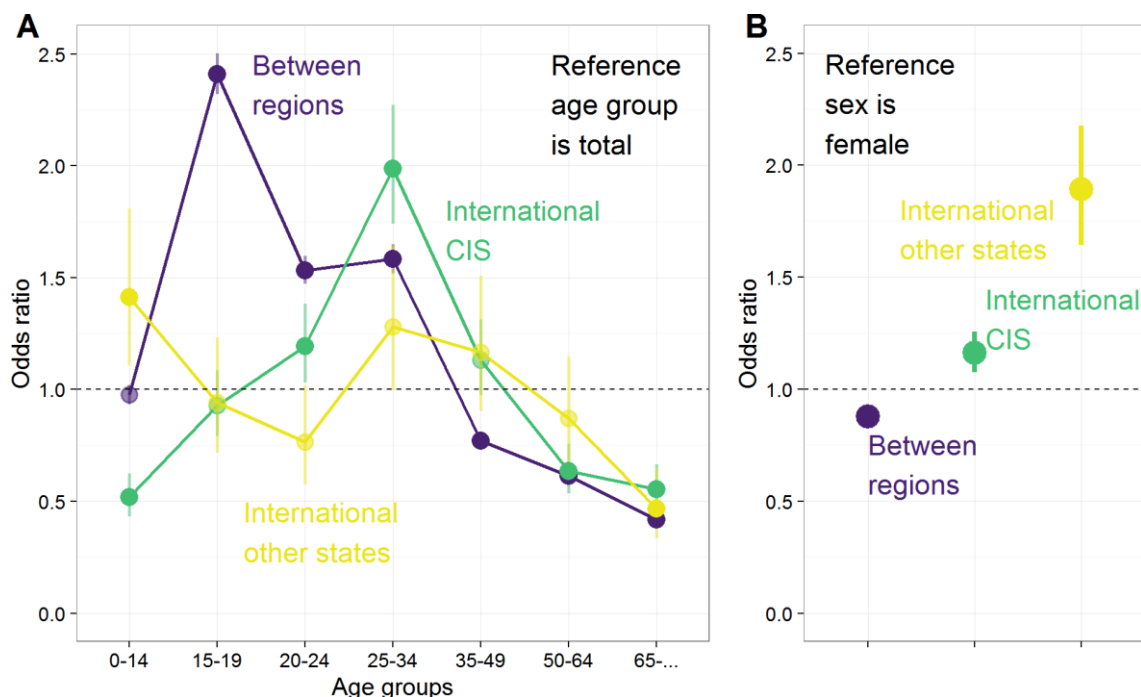 A
Between
regions
Reference
age group
is total
International
CIS
International
other states
Odds ratio
2.5
2.0
1.5
1.0
0.5
0.0
0-14
15-19
20-24
25-34
35-49
50-64
65-...
Age groups
B
Reference
sex is
female
International
other states
International
CIS
Between
regions
Odds ratio
2.5
2.0
1.5
1.0
0.5
0.0